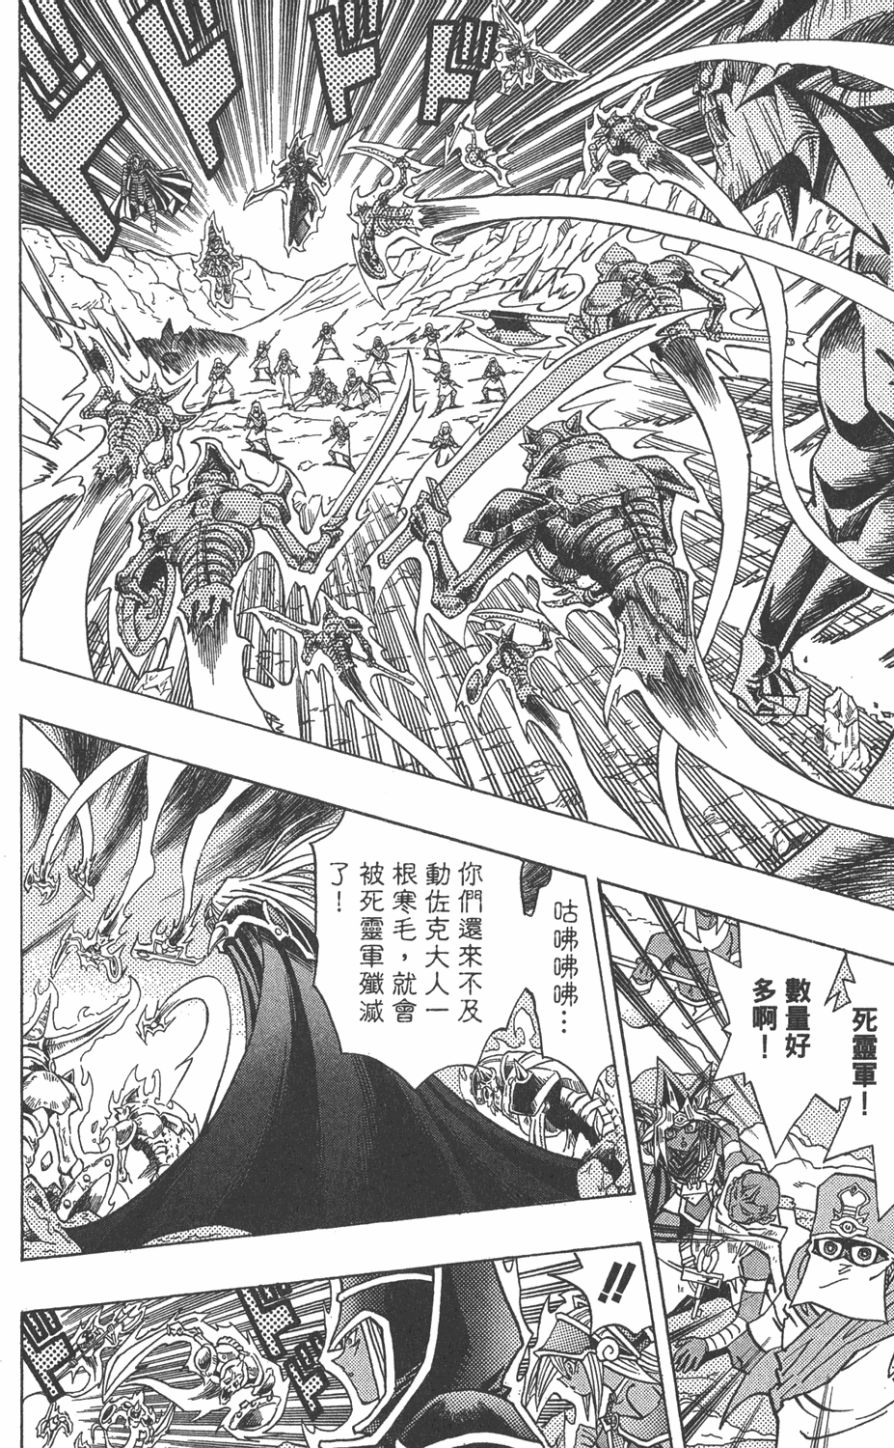 ドドドド
死靈軍！
數量好
多啊！
咕咈咈咈…
你們還來不及
動佐克大人一
根寒毛，就會
被死靈軍殲滅
了！
!!
ドド